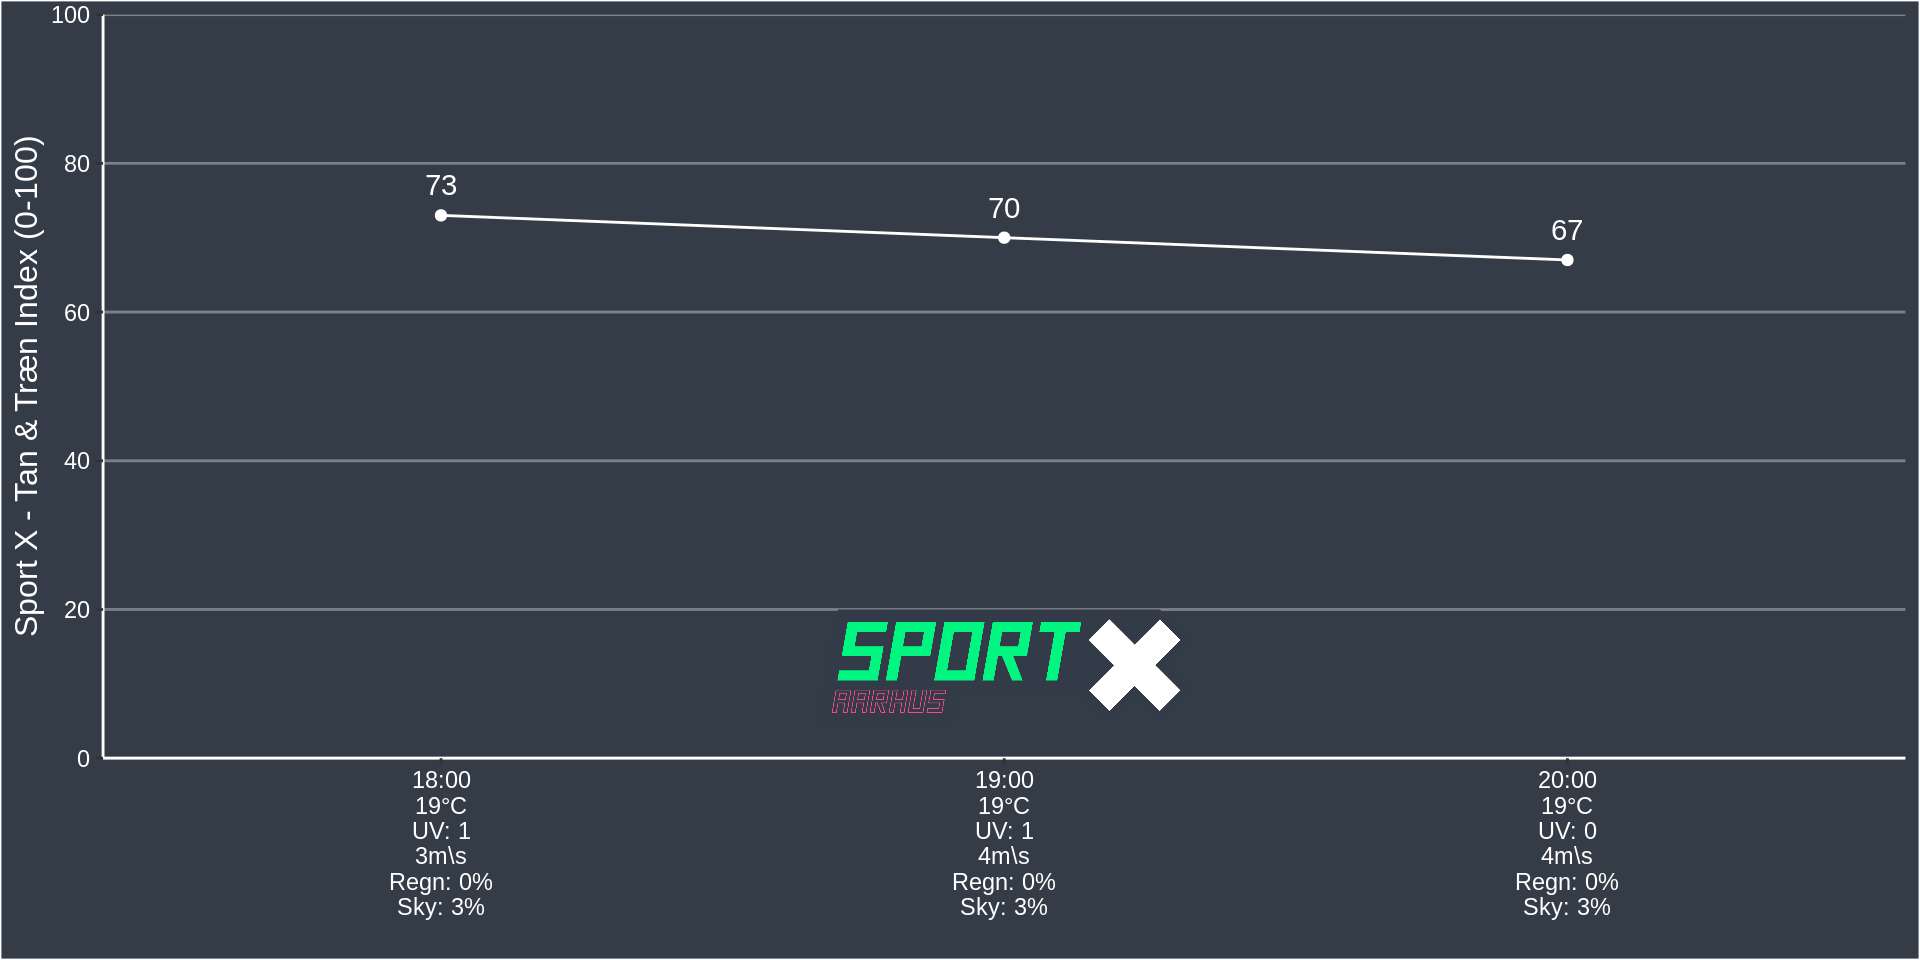 Sport X - Tan & Træn Index (0-100)
100
80
60
40
20
0
73
70
67
SPORT X
AARHUS
18:00
19°C
UV: 1
3m\s
Regn: 0%
Sky: 3%
19:00
19°C
UV: 1
4m\s
Regn: 0%
Sky: 3%
20:00
19°C
UV: 0
4m\s
Regn: 0%
Sky: 3%